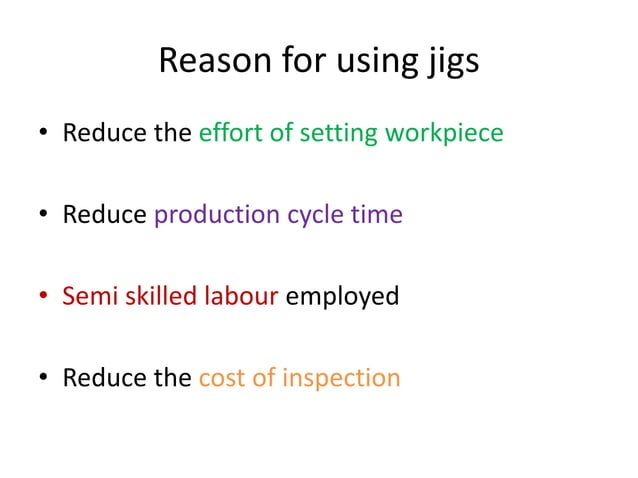 Reason for using jigs
• Reduce the effort of setting workpiece
• Reduce production cycle time
• Semi skilled labour employed
• Reduce the cost of inspection